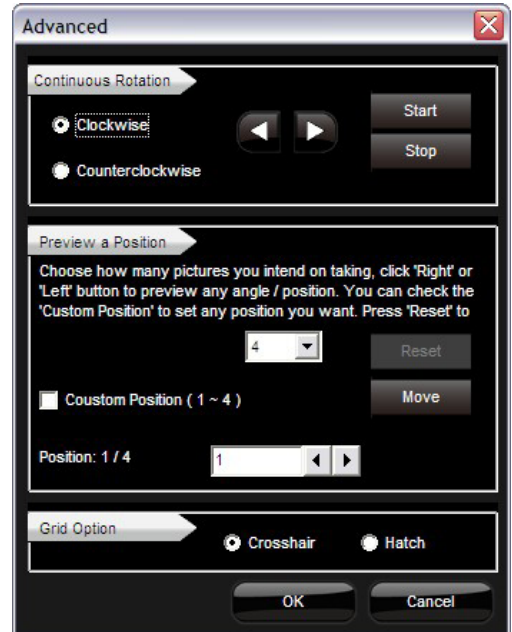 Advanced
Continuous Rotation
Clockwise
Counterclockwise
Start
Stop
Preview a Position
Choose how many pictures you intend on taking, click 'Right' or
'Left' button to preview any angle / position. You can check the
'Custom Position' to set any position you want. Press 'Reset' to
4
Reset
Coustom Position ( 1 ~ 4 )
Move
Position: 1 / 4
1
Grid Option
Crosshair
Hatch
OK
Cancel